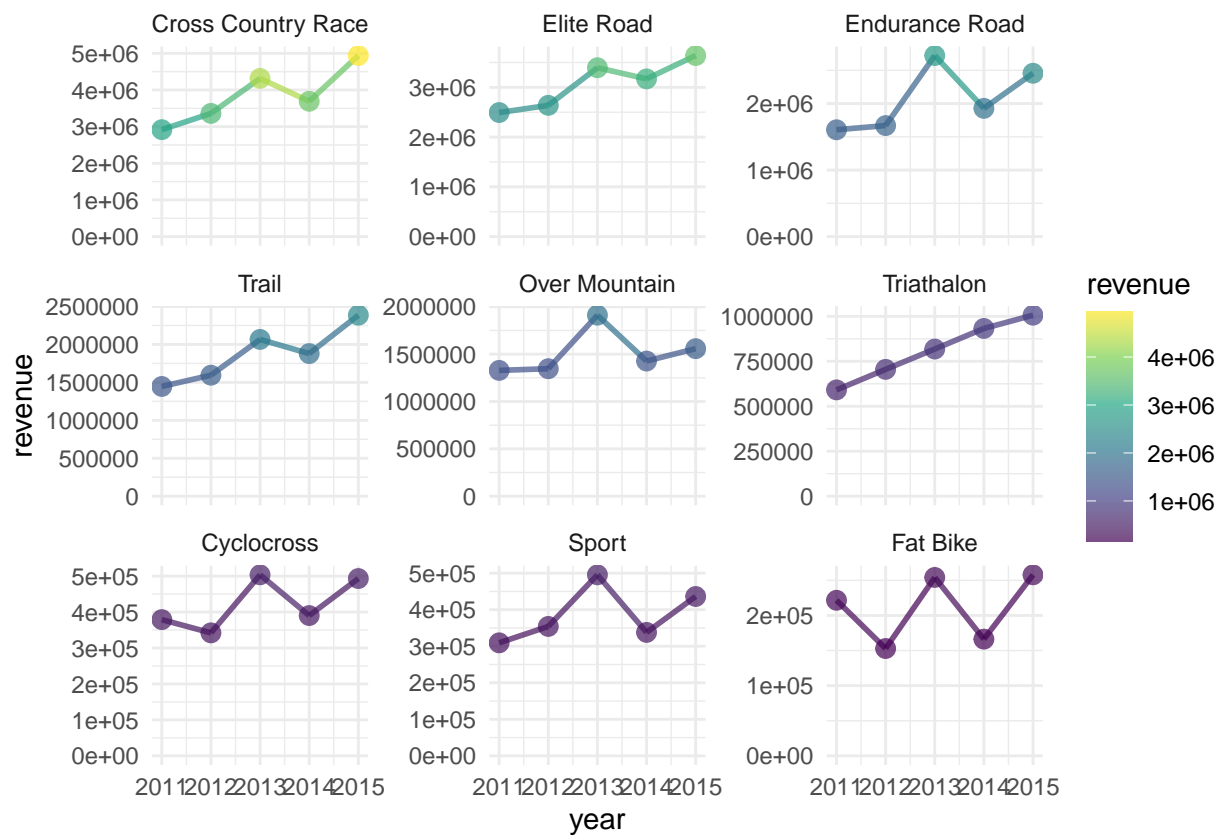 Cross Country Race
Elite Road
Endurance Road
5e+06
4e+06
3e+06
2e+06
1e+06
0e+00
3e+06
2e+06
1e+06
0e+00
2e+06
1e+06
0e+00
Trail
Over Mountain
Triathalon
2500000
2000000
1500000
1000000
500000
0
2000000
1500000
1000000
500000
0
1000000
750000
500000
250000
0
Cyclocross
Sport
Fat Bike
5e+05
4e+05
3e+05
2e+05
1e+05
0e+00
5e+05
4e+05
3e+05
2e+05
1e+05
0e+00
2e+05
1e+05
0e+00
2011 2012 2013 2014 2015
2011 2012 2013 2014 2015
2011 2012 2013 2014 2015
year
revenue
revenue
4e+06
3e+06
2e+06
1e+06